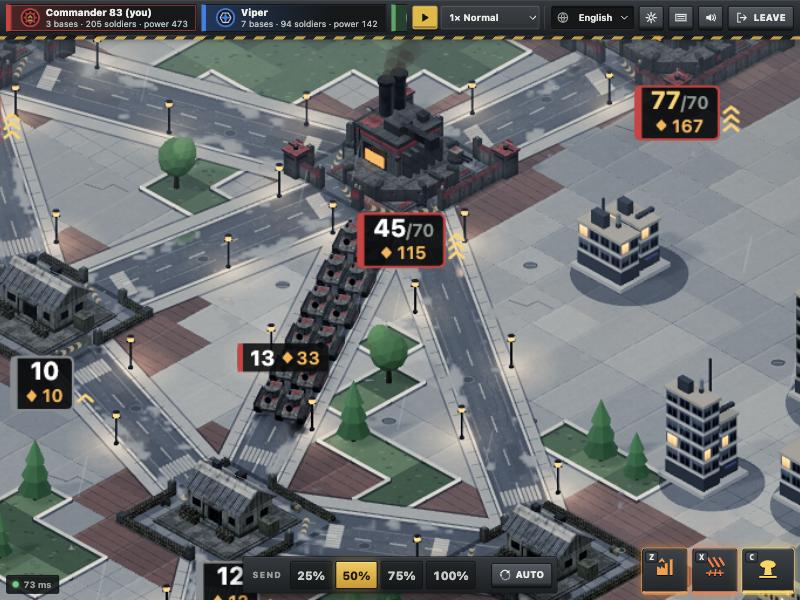 Commander 83 (you)
3 bases · 205 soldiers · power 473
Viper
7 bases · 94 soldiers · power 142
1x Normal
English
LEAVE
77/70
167
45/70
115
13 33
10
10
12
SEND 25% 50% 75% 100% AUTO
Z
X
C
73 ms